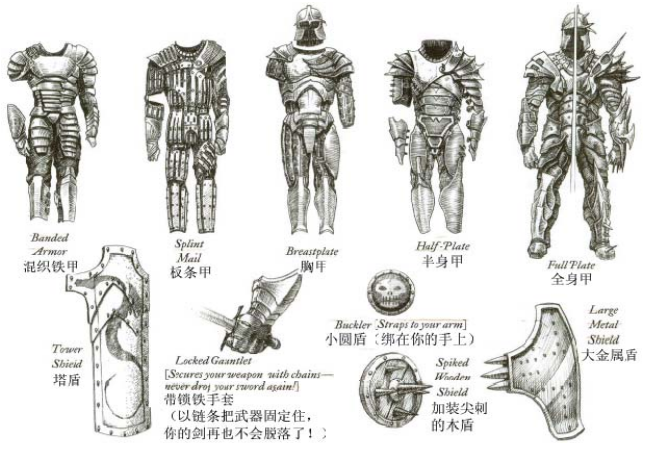 Banded
Armor
混织铁甲
Splint
Mail
板条甲
Breastplate
胸甲
Half-Plate
半身甲
Full Plate
全身甲
Tower
Shield
塔盾
Locked Gauntlet
[Secures your weapon with chains—
never drop your sword again!]
带锁铁手套
(以链条把武器固定住，
你的剑再也不会脱落了！)
Buckler [Straps to your arm]
小圆盾（绑在你的手上）
Spiked
Wooden
Shield
加装尖刺
的木盾
Large
Metal
Shield
大金属盾